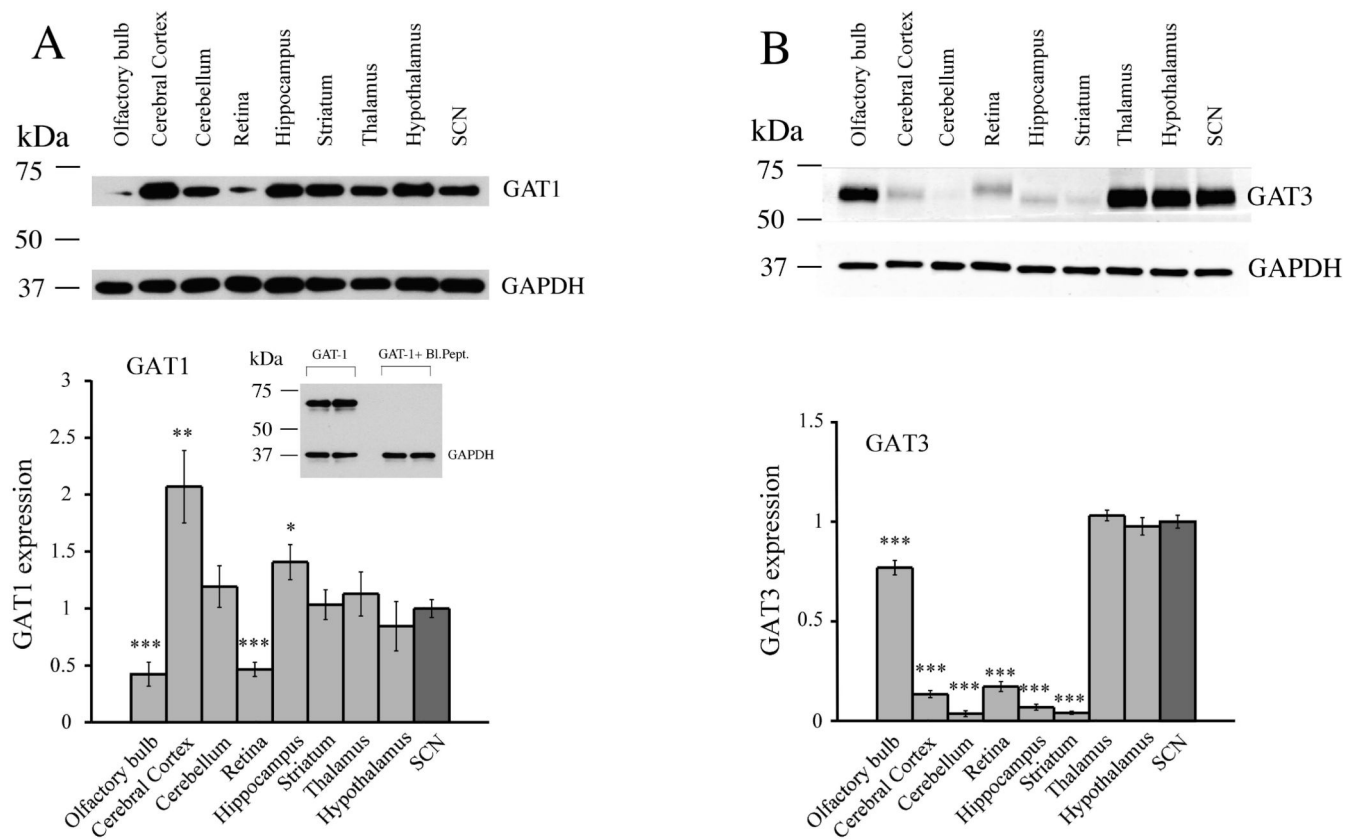 A
Olfactory bulb
Cerebral Cortex
Cerebellum
Retina
Hippocampus
Striatum
Thalamus
Hypothalamus
SCN
kDa
75
GAT1
50
37
GAPDH
GAT1
kDa
GAT-1
GAT-1+ Bl.Pept.
75
50
37
GAPDH
GAT1 expression
3
2.5
2
1.5
1
0.5
0
***
**
***
*
Olfactory bulb
Cerebral Cortex
Cerebellum
Retina
Hippocampus
Striatum
Thalamus
Hypothalamus
SCN
B
Olfactory bulb
Cerebral Cortex
Cerebellum
Retina
Hippocampus
Striatum
Thalamus
Hypothalamus
SCN
kDa
75
GAT3
50
37
GAPDH
GAT3
GAT3 expression
1.5
1
0.5
0
***
***
***
***
***
***
Olfactory bulb
Cerebral Cortex
Cerebellum
Retina
Hippocampus
Striatum
Thalamus
Hypothalamus
SCN